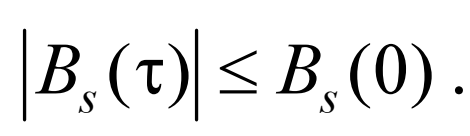 |B_s(τ)| ≤ B_s(0) .